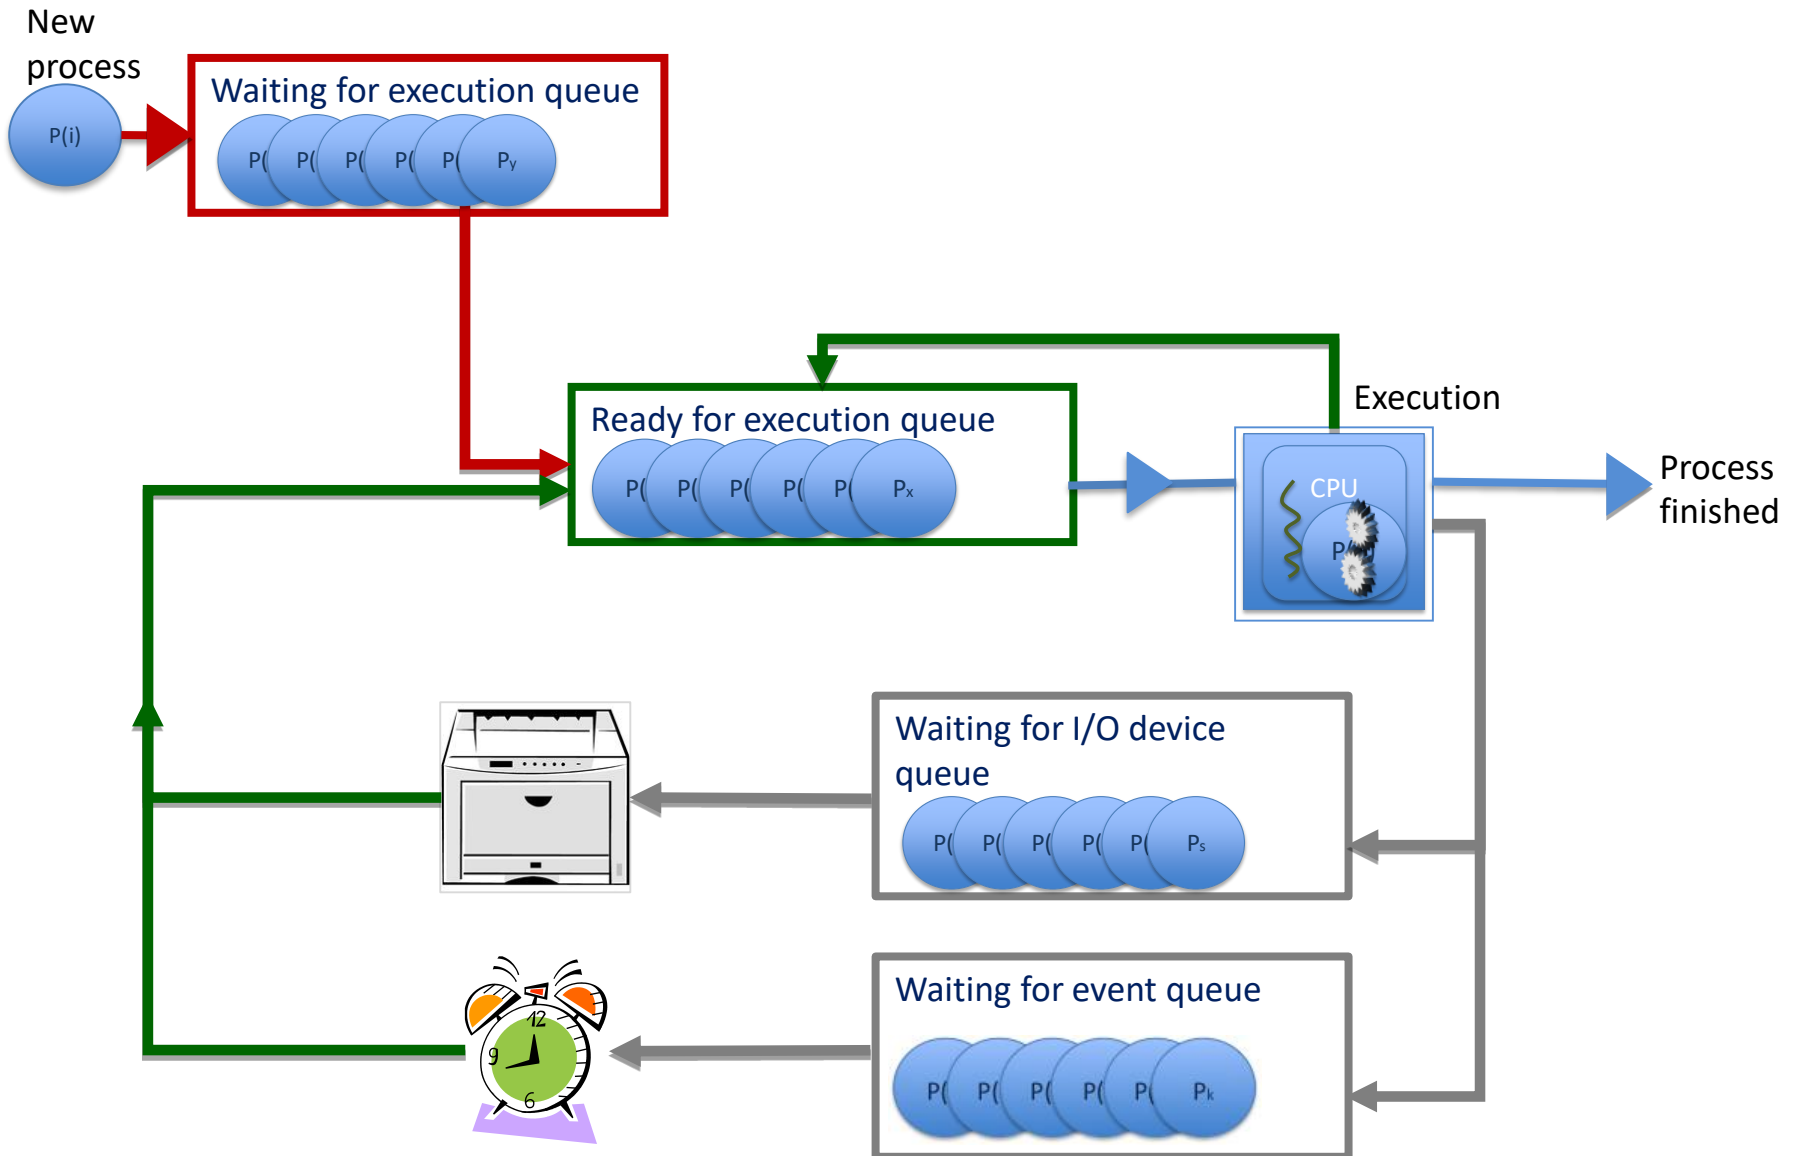 New
process
P(i)
Waiting for execution queue
P( P( P( P( P( Py
Execution
Ready for execution queue
P( P( P( P( P( Px
CPU
Process
finished
Waiting for I/O device
queue
P( P( P( P( P( Ps
12
9
6
Waiting for event queue
P( P( P( P( P( Pk